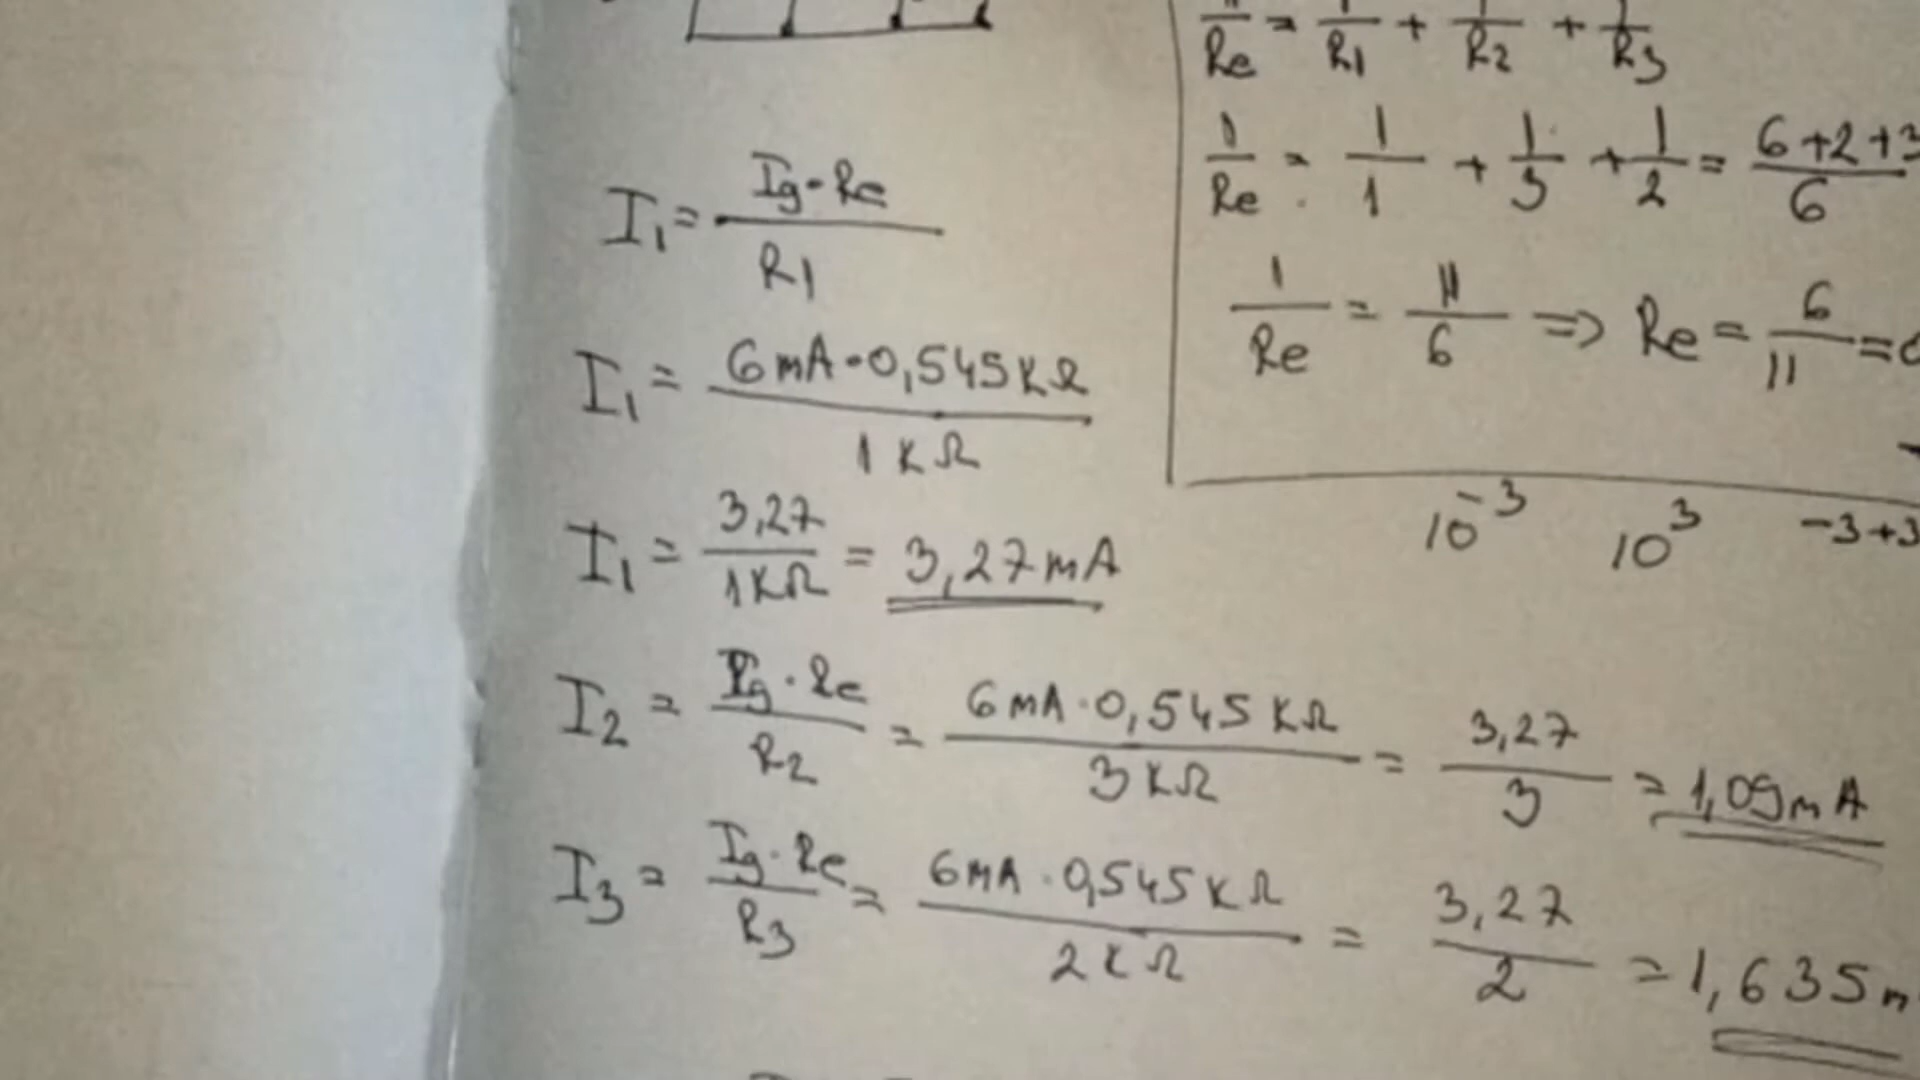 1/Re = 1/R1 + 1/R2 + 1/R3
1/Re = 1/1 + 1/3 + 1/2 = 6+2+3/6
1/Re = 11/6 => Re = 6/11 =
I1 = Ig·Re/R1
I1 = 6mA·0,545KΩ/1KΩ
10^-3 10^3 -3+3
I1 = 3,27/1KΩ = 3,27mA
I2 = Ig·Re/R2 = 6mA·0,545KΩ/3KΩ = 3,27/3 = 1,09mA
I3 = Ig·Re/R3 = 6mA·0,545KΩ/2KΩ = 3,27/2 = 1,635m